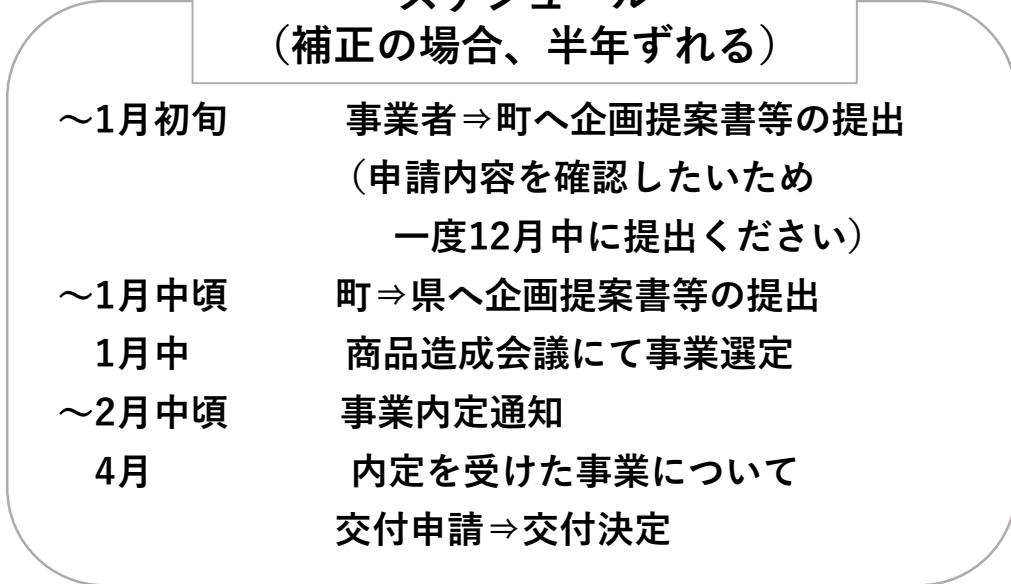 スケジュール
（補正の場合、半年ずれる）
～1月初旬 事業者⇒町へ企画提案書等の提出
（申請内容を確認したいため
一度12月中に提出ください）
～1月中頃 町⇒県へ企画提案書等の提出
1月中 商品造成会議にて事業選定
～2月中頃 事業内定通知
4月 内定を受けた事業について
交付申請⇒交付決定